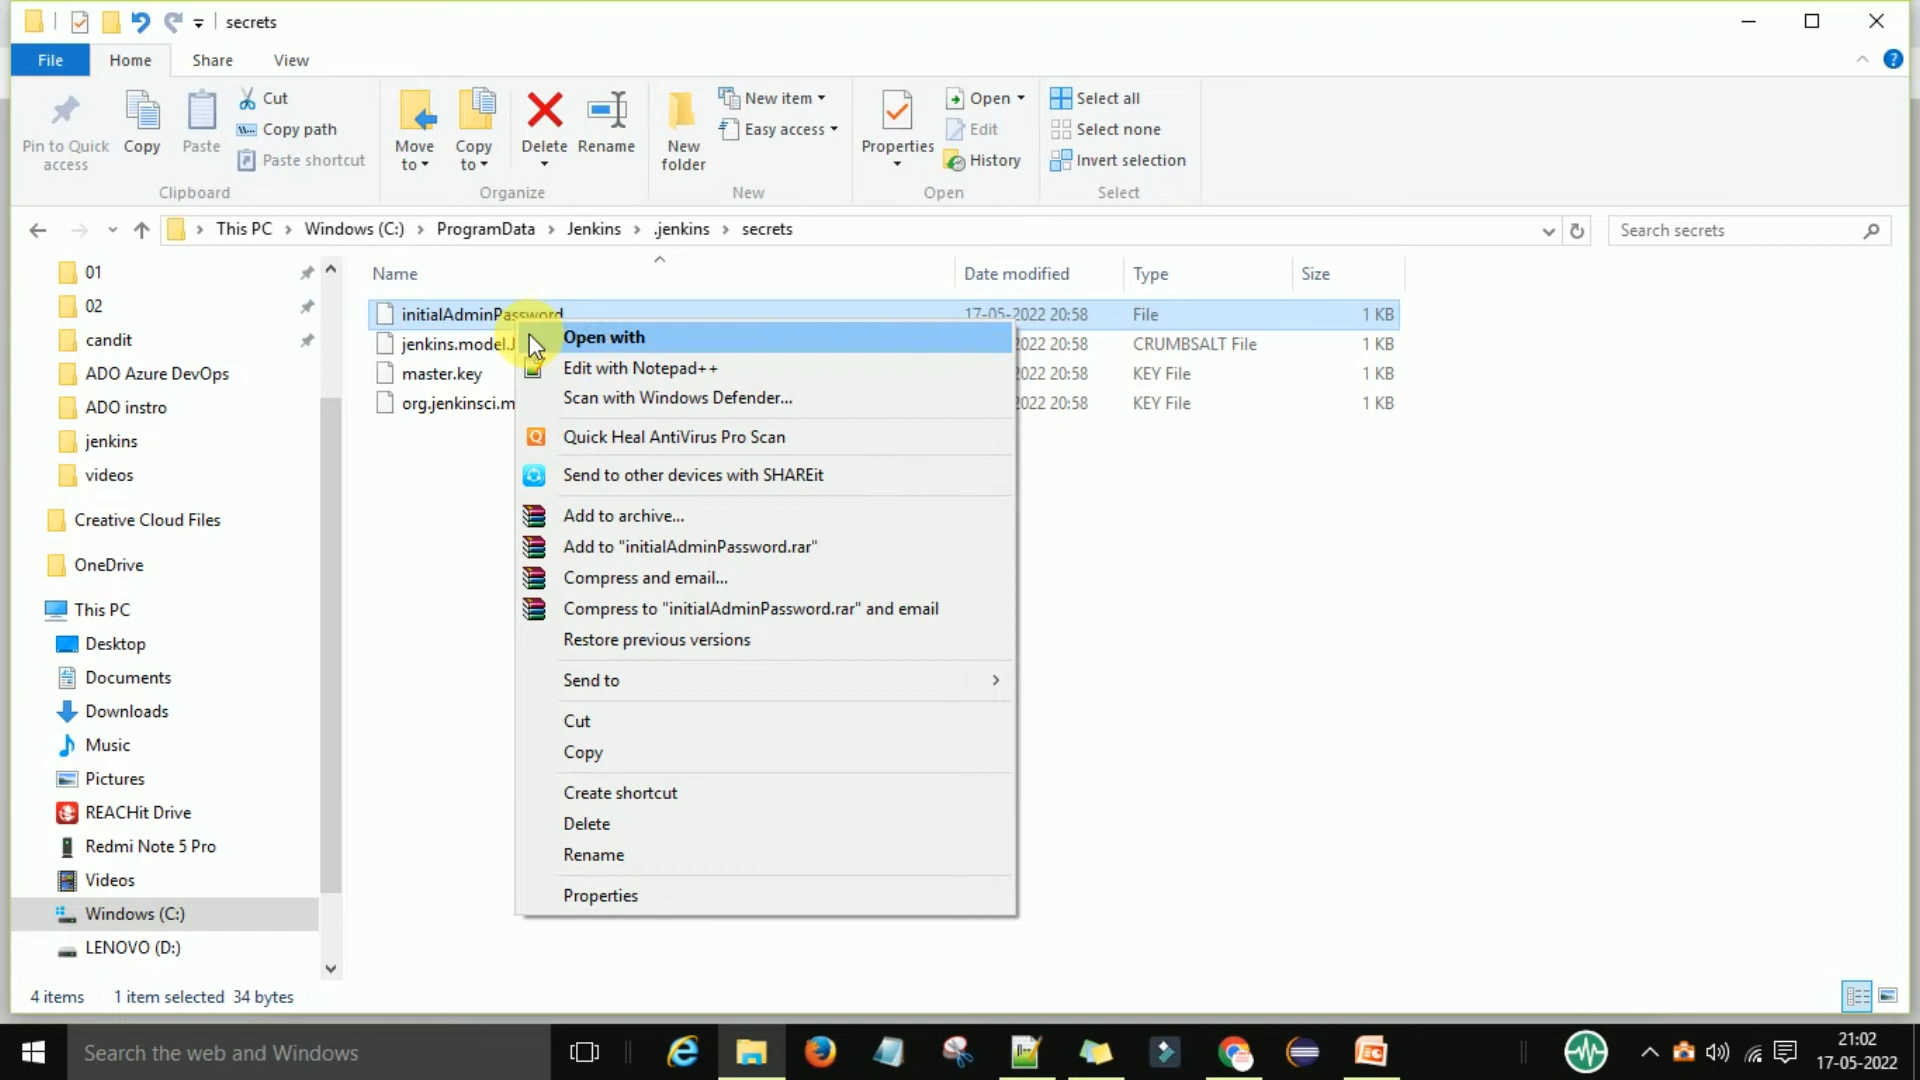 secrets
File
Home
Share
View
Pin to Quick access
Copy
Paste
Cut
Copy path
Paste shortcut
Clipboard
Move to
Copy to
Delete
Rename
Organize
New folder
New item
Easy access
New
Properties
Open
Edit
History
Open
Select all
Select none
Invert selection
Select
This PC > Windows (C:) > ProgramData > Jenkins > .jenkins > secrets
Search secrets
Name
Date modified
Type
Size
initialAdminPassword 17-05-2022 20:58 File 1 KB
jenkins.model.J 2022 20:58 CRUMBSALT File 1 KB
master.key 2022 20:58 KEY File 1 KB
org.jenkinsci.m 2022 20:58 KEY File 1 KB
Open with
Edit with Notepad++
Scan with Windows Defender...
Quick Heal AntiVirus Pro Scan
Send to other devices with SHAREit
Add to archive...
Add to "initialAdminPassword.rar"
Compress and email...
Compress to "initialAdminPassword.rar" and email
Restore previous versions
Send to
Cut
Copy
Create shortcut
Delete
Rename
Properties
01
02
candit
ADO Azure DevOps
ADO instro
jenkins
videos
Creative Cloud Files
OneDrive
This PC
Desktop
Documents
Downloads
Music
Pictures
REACHit Drive
Redmi Note 5 Pro
Videos
Windows (C:)
LENOVO (D:)
4 items 1 item selected 34 bytes
Search the web and Windows
21:02
17-05-2022